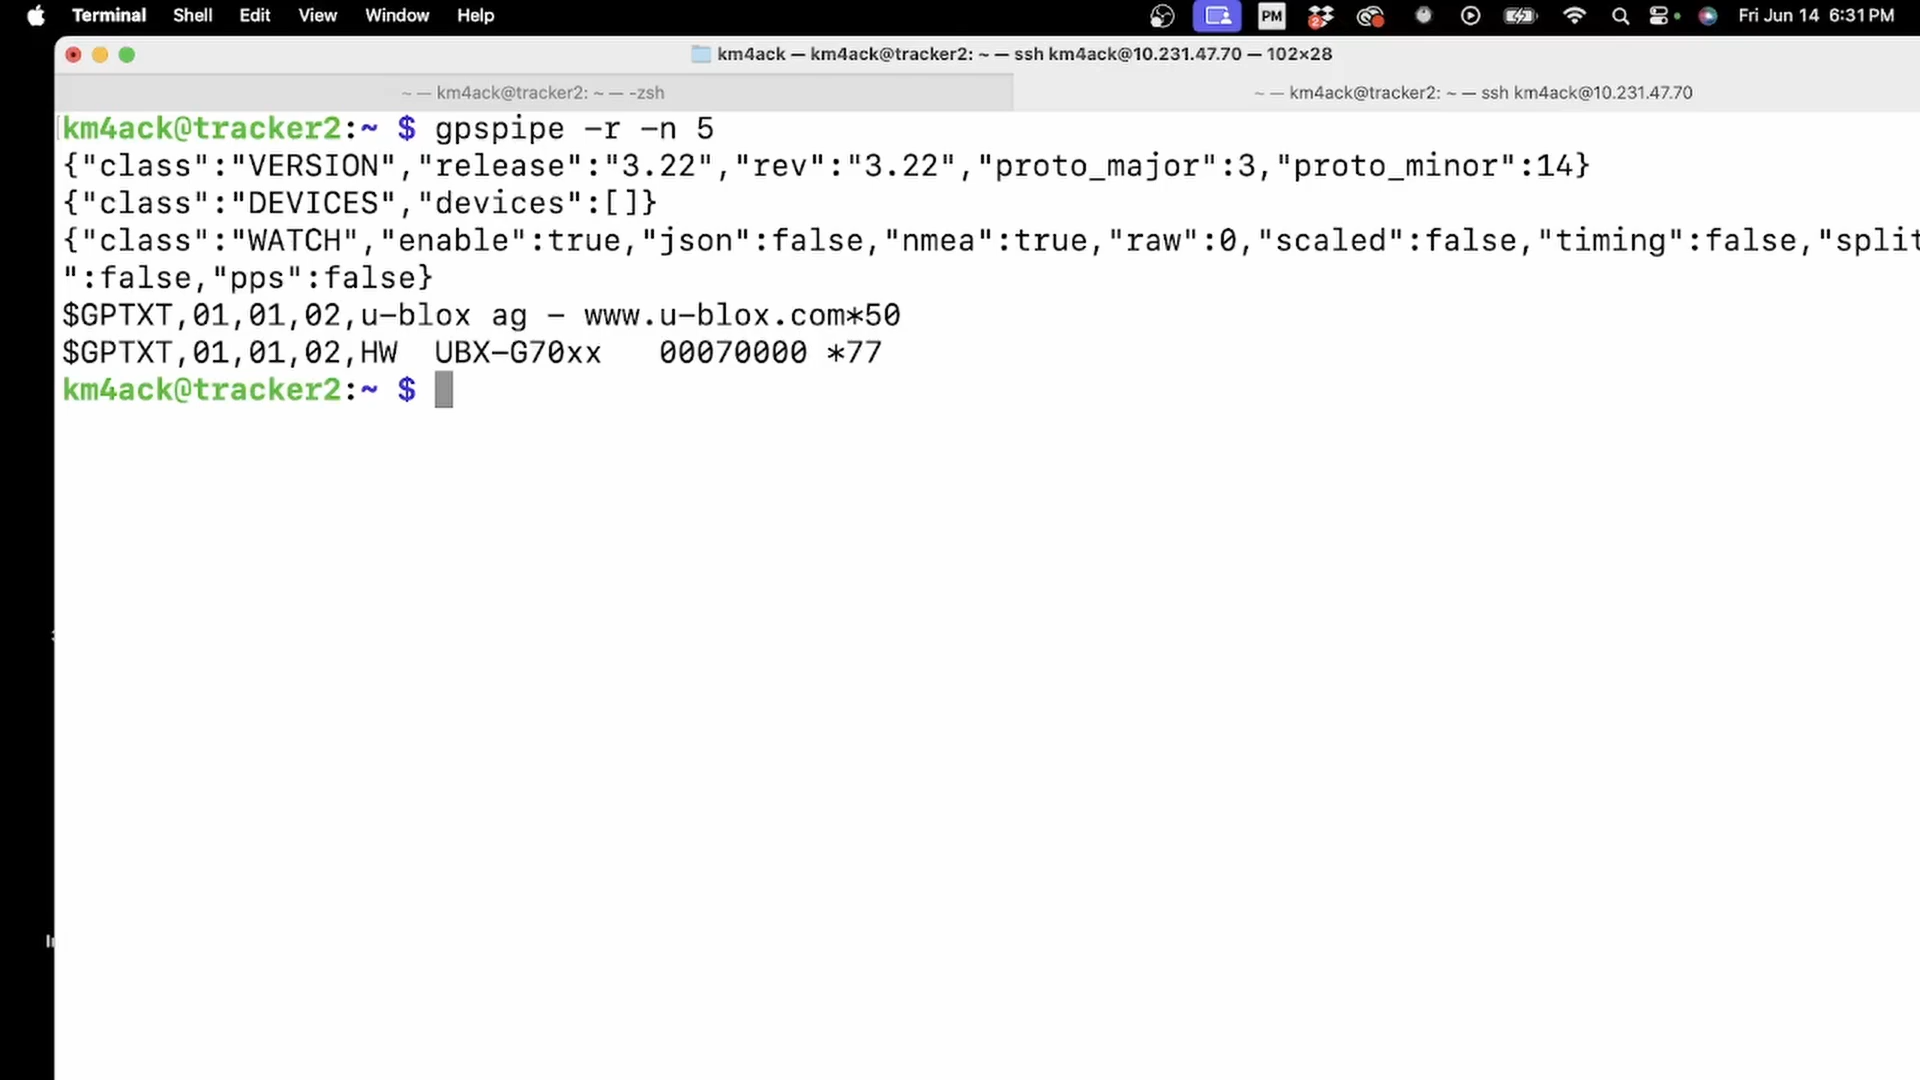 Terminal Shell Edit View Window Help PM 2 Fri Jun 14 6:31 PM
km4ack — km4ack@tracker2: ~ — ssh km4ack@10.231.47.70 — 102×28
~ — km4ack@tracker2: ~ — -zsh
~ — km4ack@tracker2: ~ — ssh km4ack@10.231.47.70
km4ack@tracker2:~ $ gpspipe -r -n 5
{"class":"VERSION","release":"3.22","rev":"3.22","proto_major":3,"proto_minor":14}
{"class":"DEVICES","devices":[]}
{"class":"WATCH","enable":true,"json":false,"nmea":true,"raw":0,"scaled":false,"timing":false,"split
":false,"pps":false}
$GPTXT,01,01,02,u-blox ag - www.u-blox.com*50
$GPTXT,01,01,02,HW  UBX-G70xx   00070000 *77
km4ack@tracker2:~ $